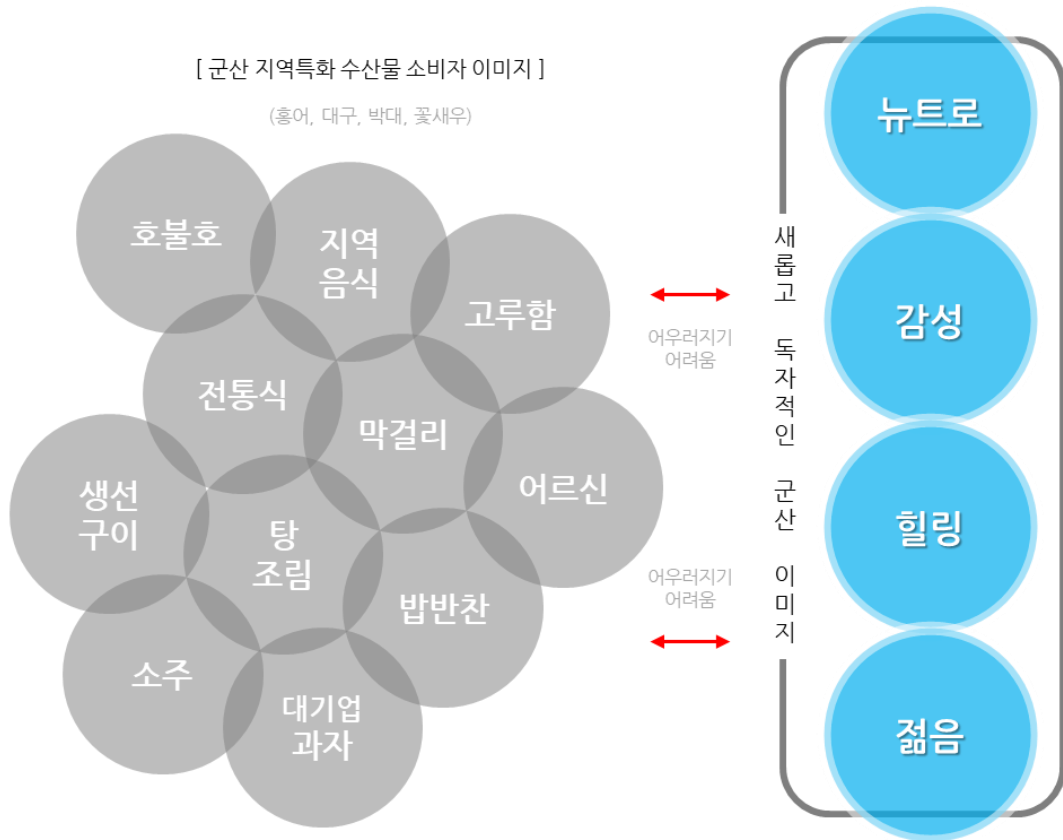 [ 군산 지역특화 수산물 소비자 이미지 ]
(홍어, 대구, 박대, 꽃새우)
호불호
지역
음식
고루함
전통식
막걸리
어르신
생선
구이
탕
조림
밥반찬
소주
대기업
과자
어우러지기
어려움
어우러지기
어려움
새롭고 독자적인 군산 이미지
뉴트로
감성
힐링
젊음